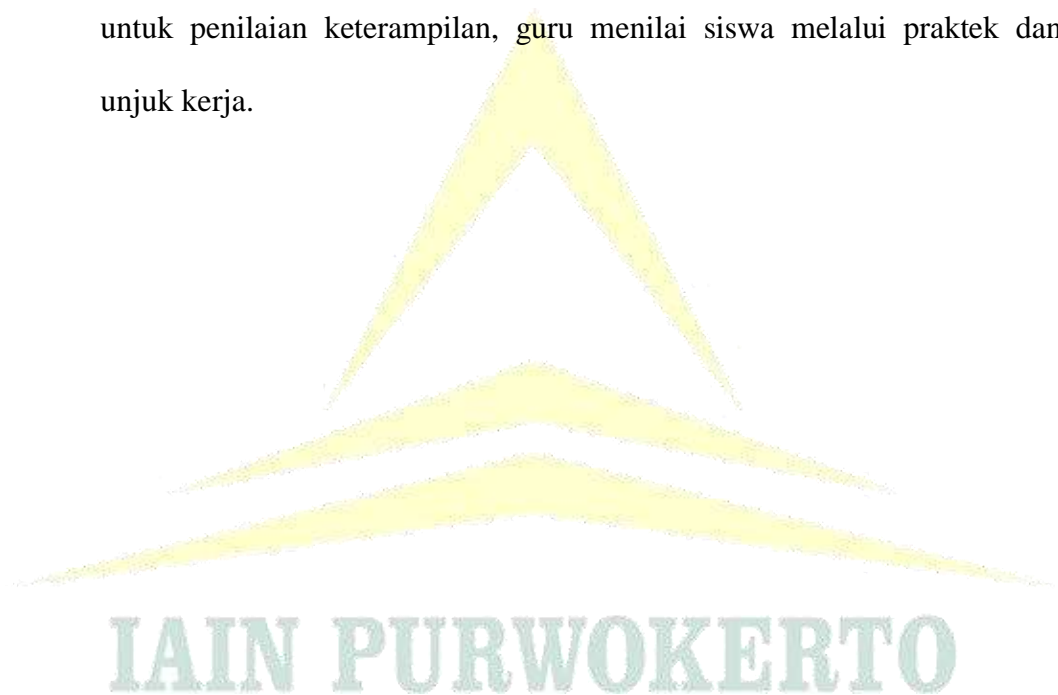 untuk penilaian keterampilan, guru menilai siswa melalui praktek dan
unjuk kerja.
IAIN PURWOKERTO